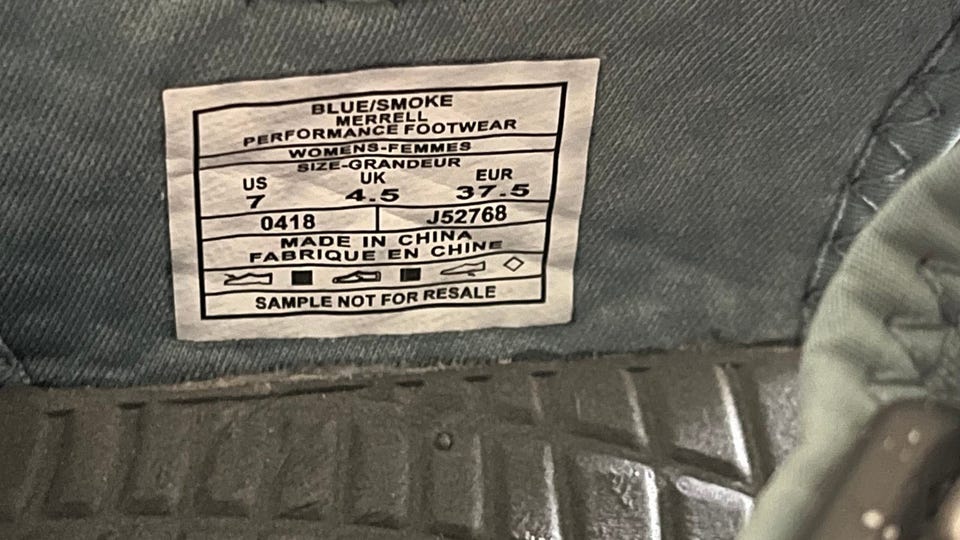 BLUE/SMOKE
MERRELL
PERFORMANCE FOOTWEAR
WOMENS-FEMMES
SIZE-GRANDEUR
US UK EUR
7 4.5 37.5
0418 J52768
MADE IN CHINA
FABRIQUE EN CHINE
SAMPLE NOT FOR RESALE